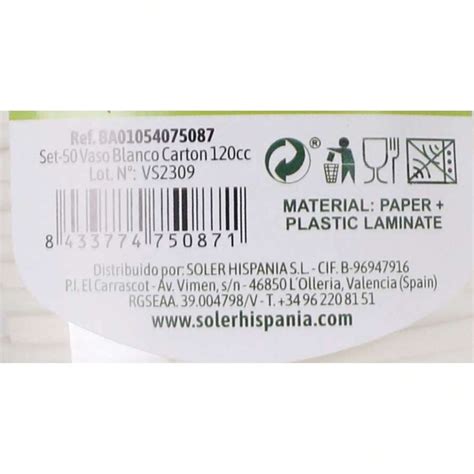 Ref. BA01054075087
Set-50 Vaso Blanco Carton 120cc
Lot. Nº: VS2309
8 433774 750871
MATERIAL: PAPER +
PLASTIC LAMINATE
Distribuido por: SOLER HISPANIA S.L. - CIF. B-96947916
P.I. El Carrascot - Av. Vimen, s/n - 46850 L'Olleria, Valencia (Spain)
RGSEAA. 39.004798/V - T. +34 96 220 81 51
www.solerhispania.com